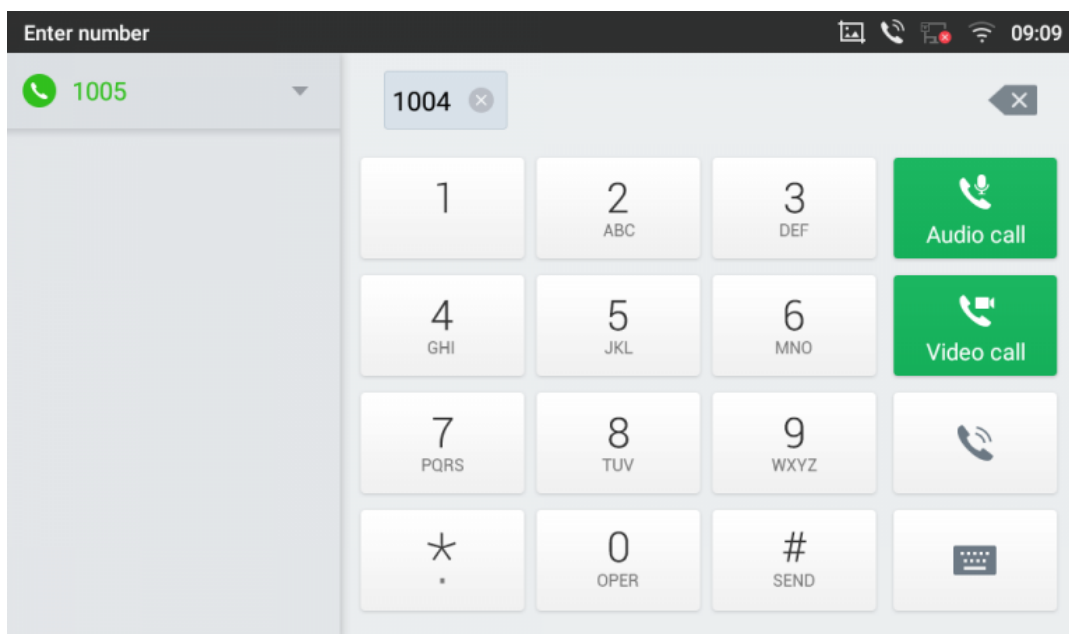 Enter number
09:09
1005
1004
1
2
ABC
3
DEF
Audio call
4
GHI
5
JKL
6
MNO
Video call
7
PQRS
8
TUV
9
WXYZ
*
.
0
OPER
#
SEND